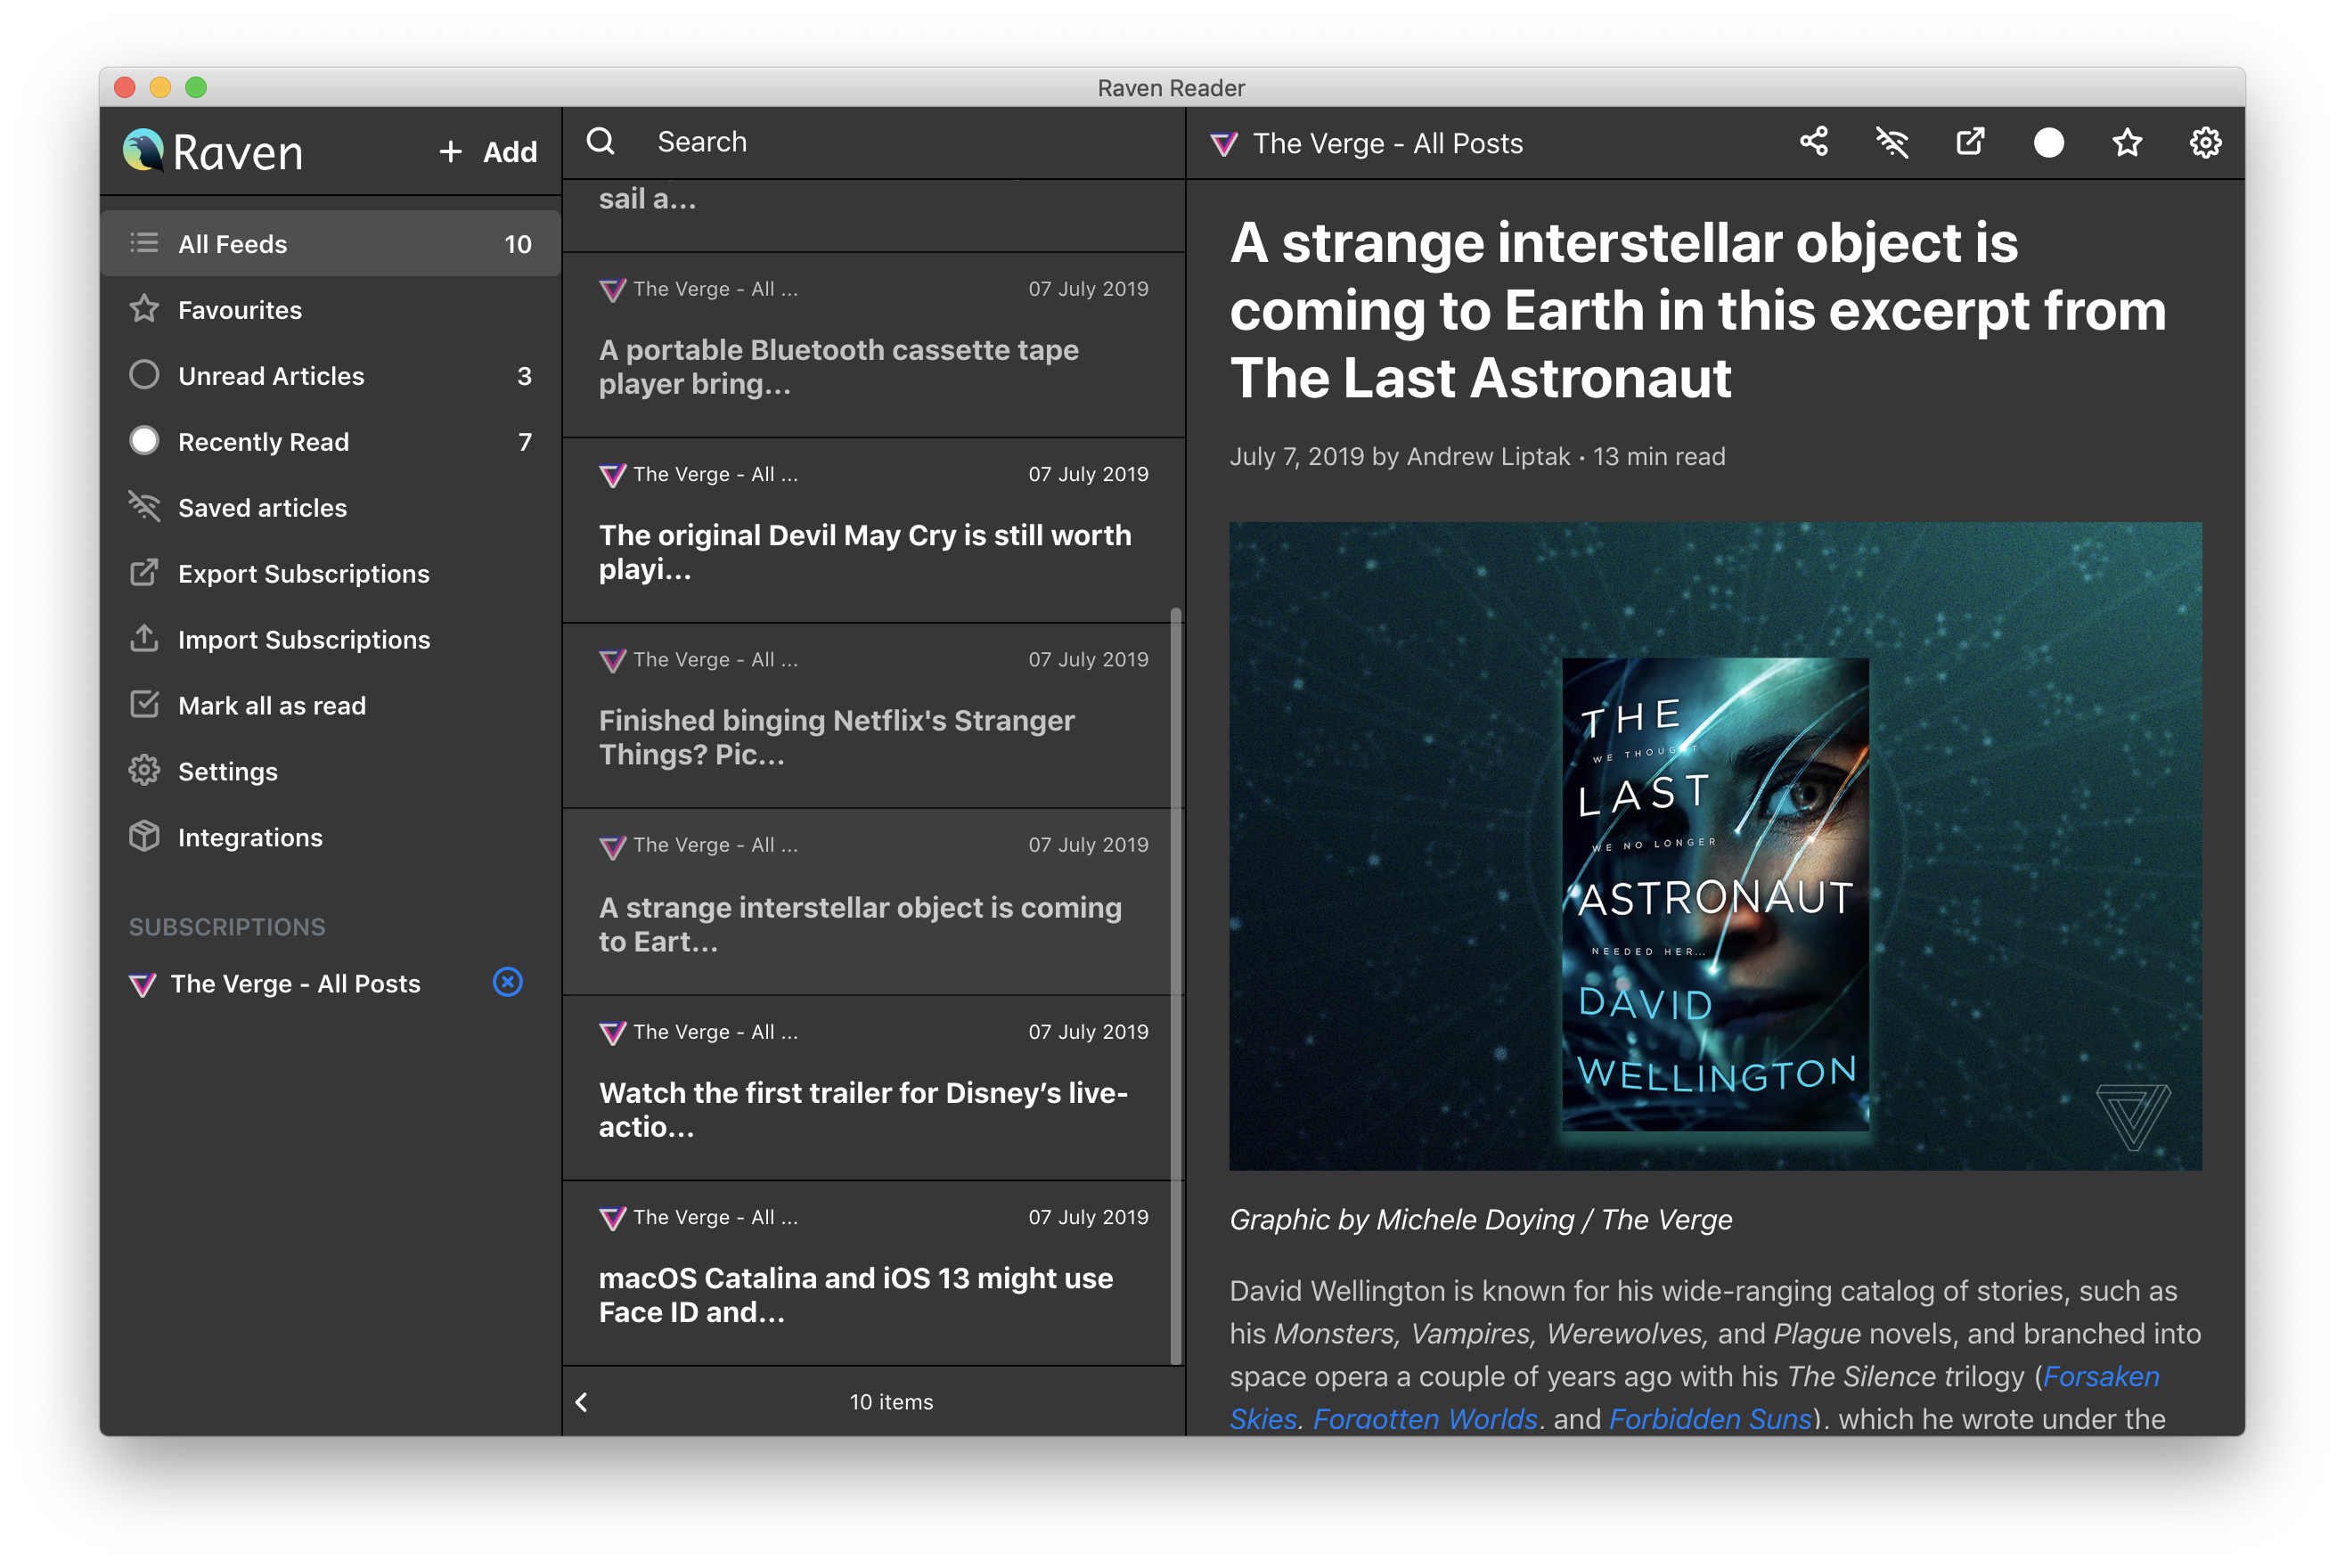 Raven Reader
Raven
+ Add
All Feeds 10
Favourites
Unread Articles 3
Recently Read 7
Saved articles
Export Subscriptions
Import Subscriptions
Mark all as read
Settings
Integrations
SUBSCRIPTIONS
The Verge - All Posts
Search
sail a...
The Verge - All ... 07 July 2019
A portable Bluetooth cassette tape
player bring...
The Verge - All ... 07 July 2019
The original Devil May Cry is still worth
playi...
The Verge - All ... 07 July 2019
Finished binging Netflix's Stranger
Things? Pic...
The Verge - All ... 07 July 2019
A strange interstellar object is coming
to Eart...
The Verge - All ... 07 July 2019
Watch the first trailer for Disney’s live-
actio...
The Verge - All ... 07 July 2019
macOS Catalina and iOS 13 might use
Face ID and...
10 items
The Verge - All Posts
A strange interstellar object is
coming to Earth in this excerpt from
The Last Astronaut
July 7, 2019 by Andrew Liptak • 13 min read
THE
WE THOUGHT
LAST
WE NO LONGER
ASTRONAUT
NEEDED HER...
DAVID
WELLINGTON
Graphic by Michele Doying / The Verge
David Wellington is known for his wide-ranging catalog of stories, such as
his Monsters, Vampires, Werewolves, and Plague novels, and branched into
space opera a couple of years ago with his The Silence trilogy (Forsaken
Skies, Forgotten Worlds, and Forbidden Suns), which he wrote under the